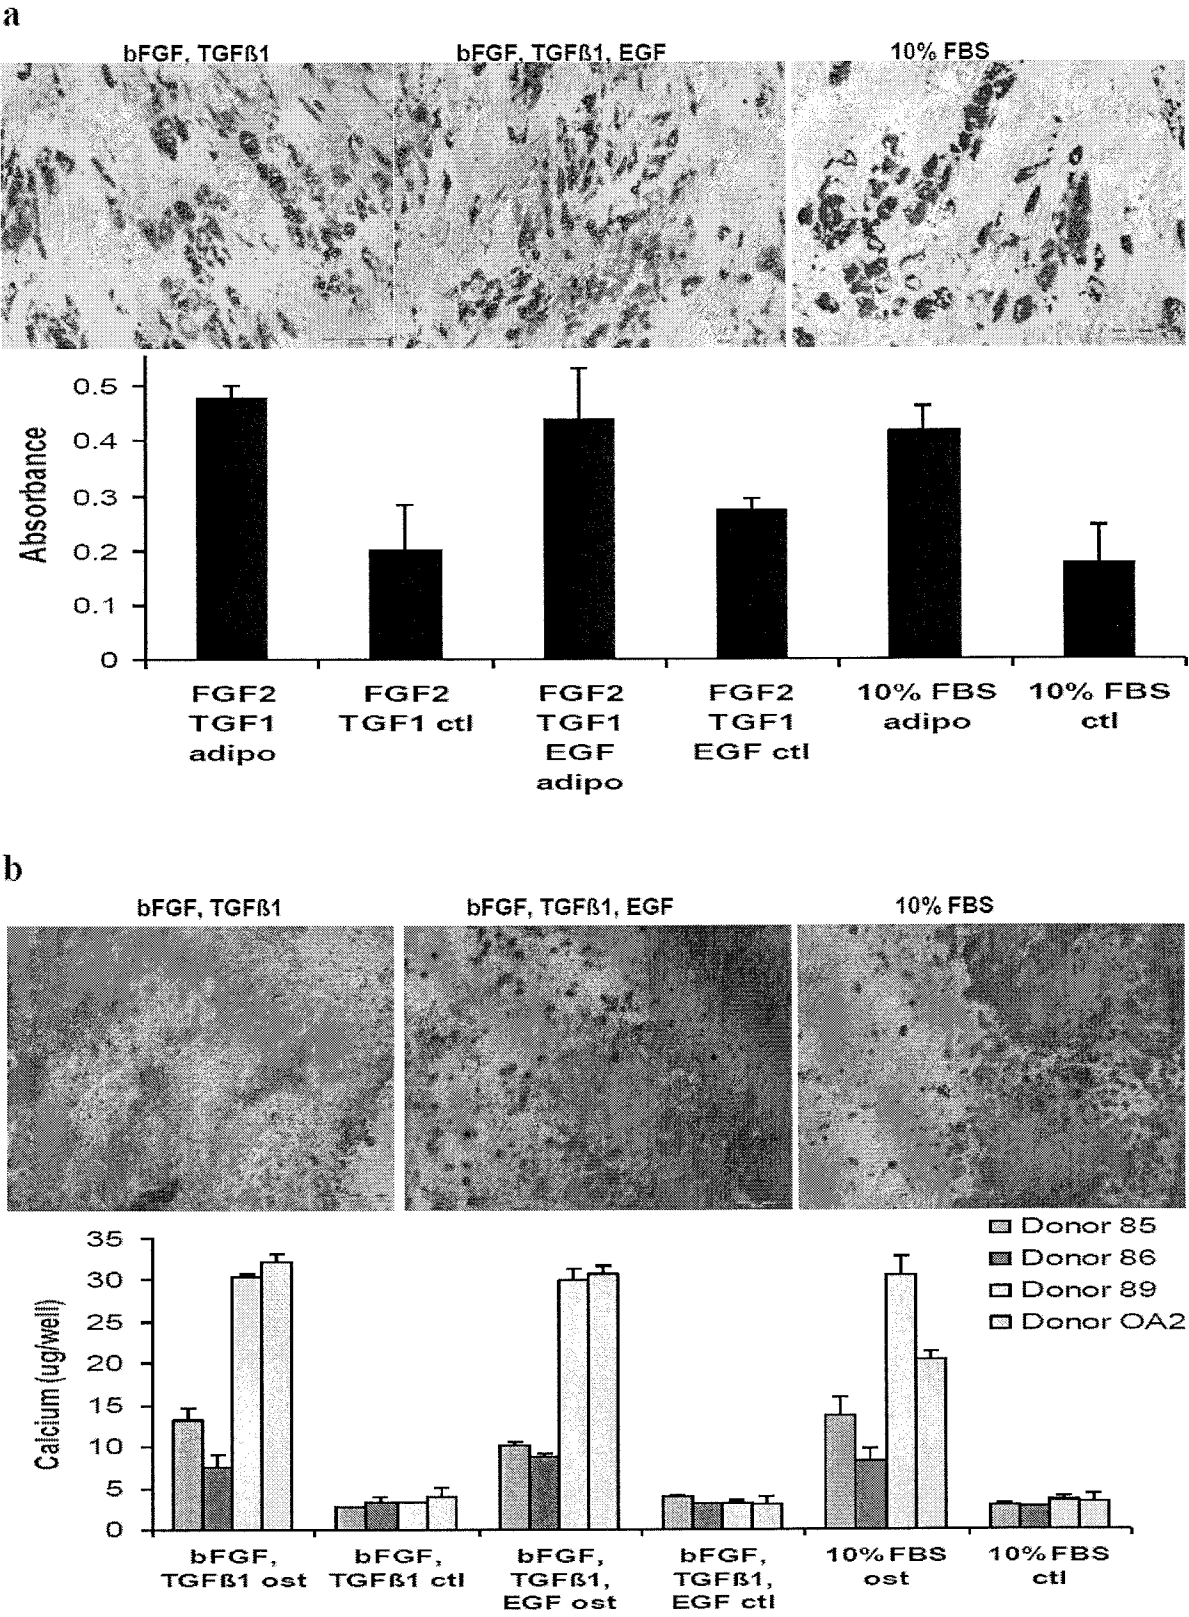 a
bFGF, TGFß1
bFGF, TGFß1, EGF
10% FBS
Absorbance
0.5
0.4
0.3
0.2
0.1
0
FGF2
TGF1
adipo
FGF2
TGF1 ctl
FGF2
TGF1
EGF
adipo
FGF2
TGF1
EGF ctl
10% FBS
adipo
10% FBS
ctl
b
bFGF, TGFß1
bFGF, TGFß1, EGF
10% FBS
Donor 85
Donor 86
Donor 89
Donor OA2
Calcium (ug/well)
35
30
25
20
15
10
5
0
bFGF,
TGFß1 ost
bFGF,
TGFß1 ctl
bFGF,
TGFß1,
EGF ost
bFGF,
TGFß1,
EGF ctl
10% FBS
ost
10% FBS
ctl